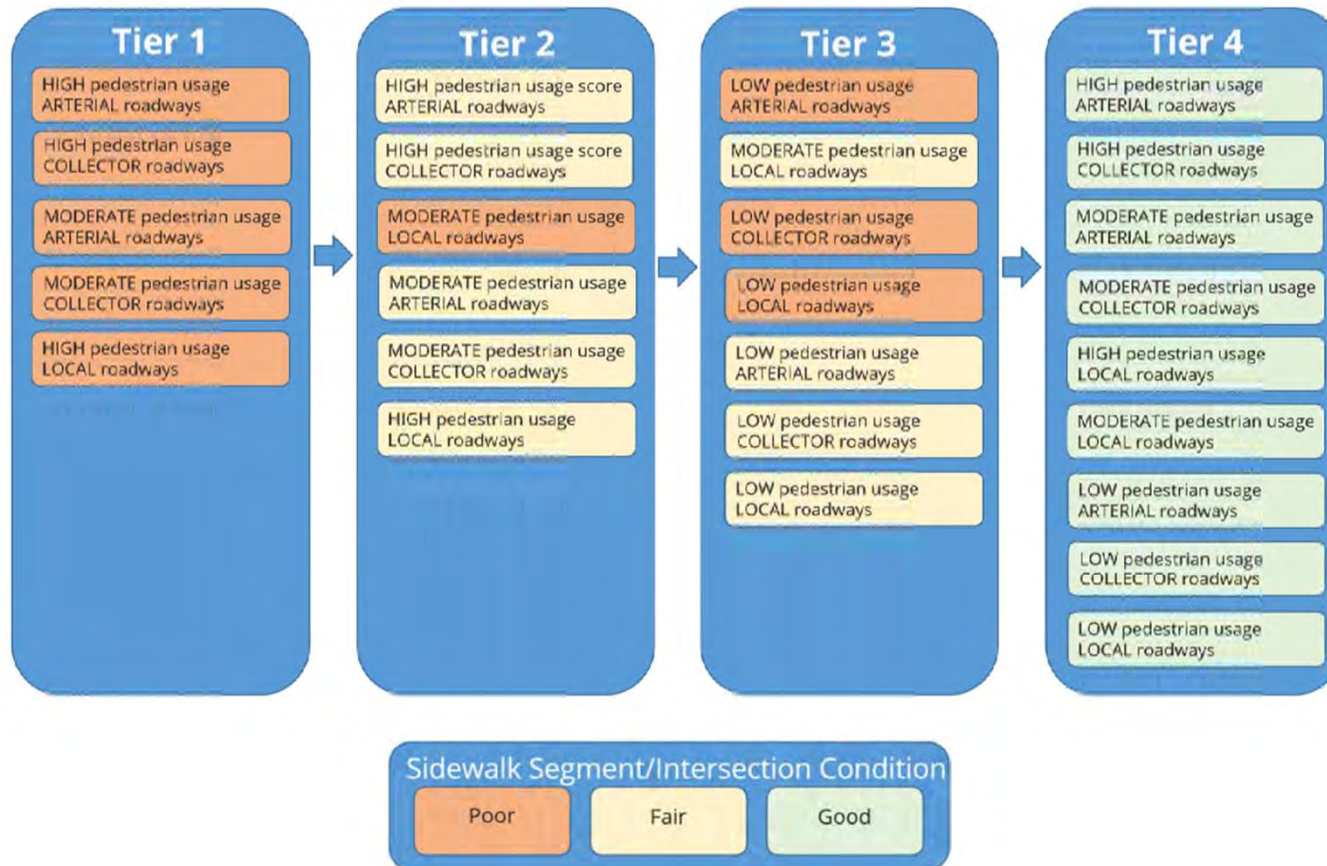 Tier 1
HIGH pedestrian usage
ARTERIAL roadways
HIGH pedestrian usage
COLLECTOR roadways
MODERATE pedestrian usage
ARTERIAL roadways
MODERATE pedestrian usage
COLLECTOR roadways
HIGH pedestrian usage
LOCAL roadways
Tier 2
HIGH pedestrian usage score
ARTERIAL roadways
HIGH pedestrian usage score
COLLECTOR roadways
MODERATE pedestrian usage
LOCAL roadways
MODERATE pedestrian usage
ARTERIAL roadways
MODERATE pedestrian usage
COLLECTOR roadways
HIGH pedestrian usage
LOCAL roadways
Tier 3
LOW pedestrian usage
ARTERIAL roadways
MODERATE pedestrian usage
LOCAL roadways
LOW pedestrian usage
COLLECTOR roadways
LOW pedestrian usage
LOCAL roadways
LOW pedestrian usage
ARTERIAL roadways
LOW pedestrian usage
COLLECTOR roadways
LOW pedestrian usage
LOCAL roadways
Tier 4
HIGH pedestrian usage
ARTERIAL roadways
HIGH pedestrian usage
COLLECTOR roadways
MODERATE pedestrian usage
ARTERIAL roadways
MODERATE pedestrian usage
COLLECTOR roadways
HIGH pedestrian usage
LOCAL roadways
MODERATE pedestrian usage
LOCAL roadways
LOW pedestrian usage
ARTERIAL roadways
LOW pedestrian usage
COLLECTOR roadways
LOW pedestrian usage
LOCAL roadways
Sidewalk Segment/Intersection Condition
Poor
Fair
Good